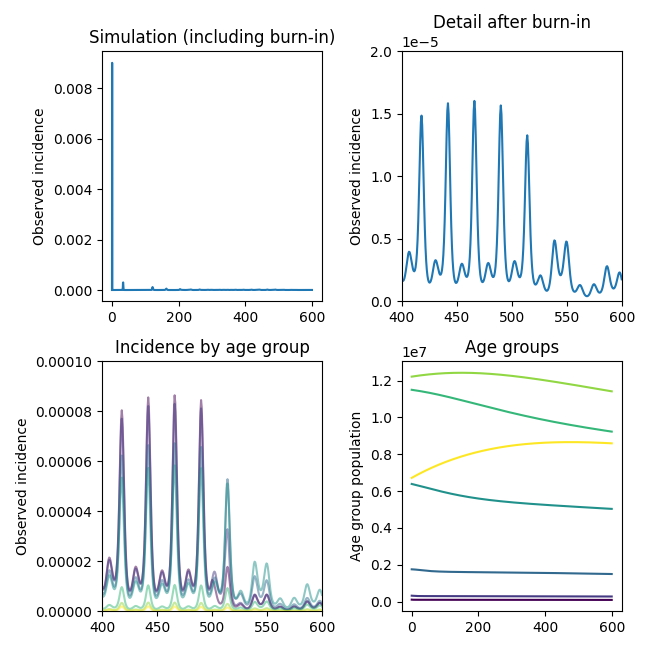 Simulation (including burn-in)
Observed incidence
0.008
0.006
0.004
0.002
0.000
0 200 400 600
Detail after burn-in
1e−5
Observed incidence
2.0
1.5
1.0
0.5
0.0
400 450 500 550 600
Incidence by age group
Observed incidence
0.00010
0.00008
0.00006
0.00004
0.00002
0.00000
400 450 500 550 600
Age groups
1e7
Age group population
1.2
1.0
0.8
0.6
0.4
0.2
0.0
0 200 400 600